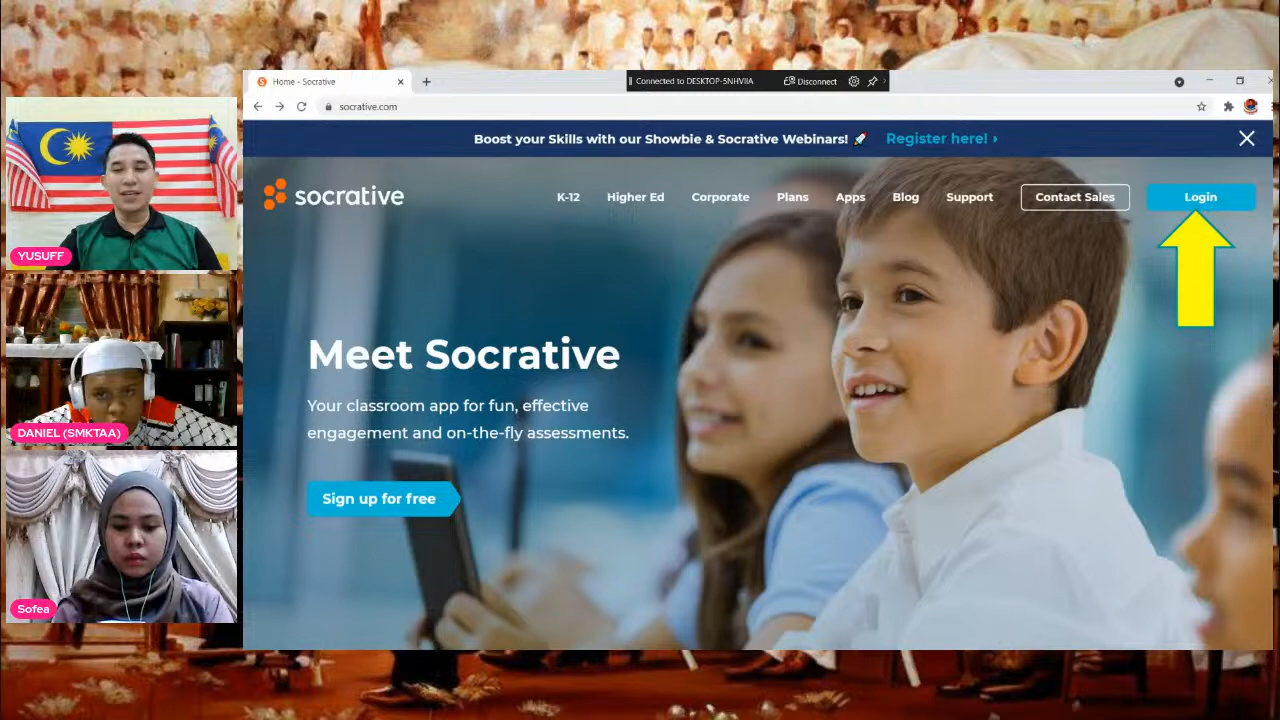 Home - Socrative
Connected to DESKTOP-5NHVIIA
Disconnect
socrative.com
Boost your Skills with our Showbie & Socrative Webinars! 🚀 Register here! ›
socrative
K-12 Higher Ed Corporate Plans Apps Blog Support Contact Sales Login
Meet Socrative
Your classroom app for fun, effective
engagement and on-the-fly assessments.
Sign up for free
YUSUFF
DANIEL (SMKTAA)
Sofea